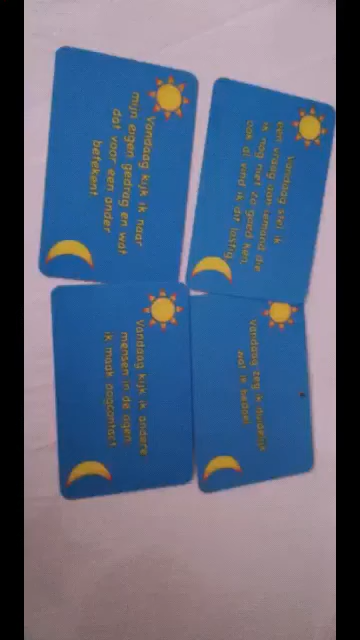 Vandaag kijk ik naar
mijn eigen gedrag en wat
dat voor een ander
betekent
Vandaag stel ik
een vraag aan iemand die
ik nog niet zo goed ken,
ook al vind ik dit lastig
Vandaag kijk ik andere
mensen in de ogen
ik maak oogcontact
Vandaag zeg ik duidelijk
wat ik bedoel